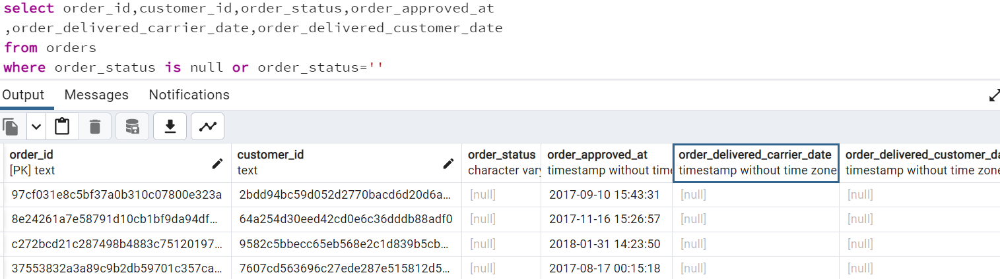 select order_id,customer_id,order_status,order_approved_at
,order_delivered_carrier_date,order_delivered_customer_date
from orders
where order_status is null or order_status=''
Output Messages Notifications
order_id customer_id order_status order_approved_at order_delivered_carrier_date order_delivered_customer_da
[PK] text text character vary timestamp without time timestamp without time zone timestamp without time zone
97cf031e8c5bf37a0b310c07800e323a 2bdd94bc59d052d2770bacd6d20d6a... [null] 2017-09-10 15:43:31 [null] [null]
8e24261a7e58791d10cb1bf9da94df... 64a254d30eed42cd0e6c36dddb88adf0 [null] 2017-11-16 15:26:57 [null] [null]
c272bcd21c287498b4883c75120197... 9582c5bbecc65eb568e2c1d839b5cb... [null] 2018-01-31 14:23:50 [null] [null]
37553832a3a89c9b2db59701c357ca... 7607cd563696c27ede287e515812d5... [null] 2017-08-17 00:15:18 [null] [null]